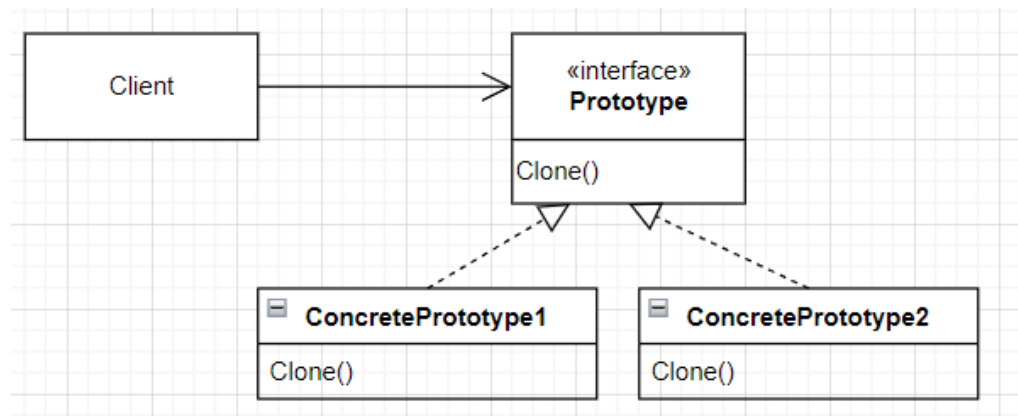 Client
«interface»
Prototype
Clone()
ConcretePrototype1
Clone()
ConcretePrototype2
Clone()